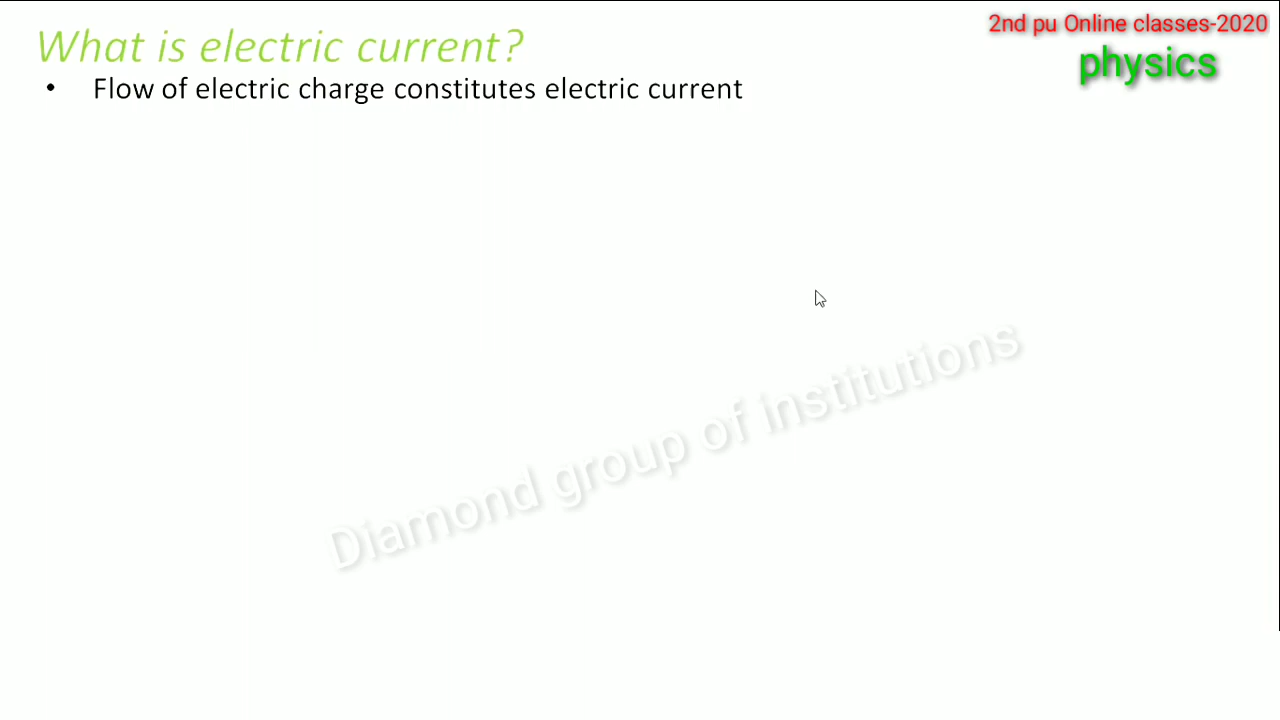 What is electric current?
2nd pu Online classes-2020
physics
• Flow of electric charge constitutes electric current
Diamond group of institutions